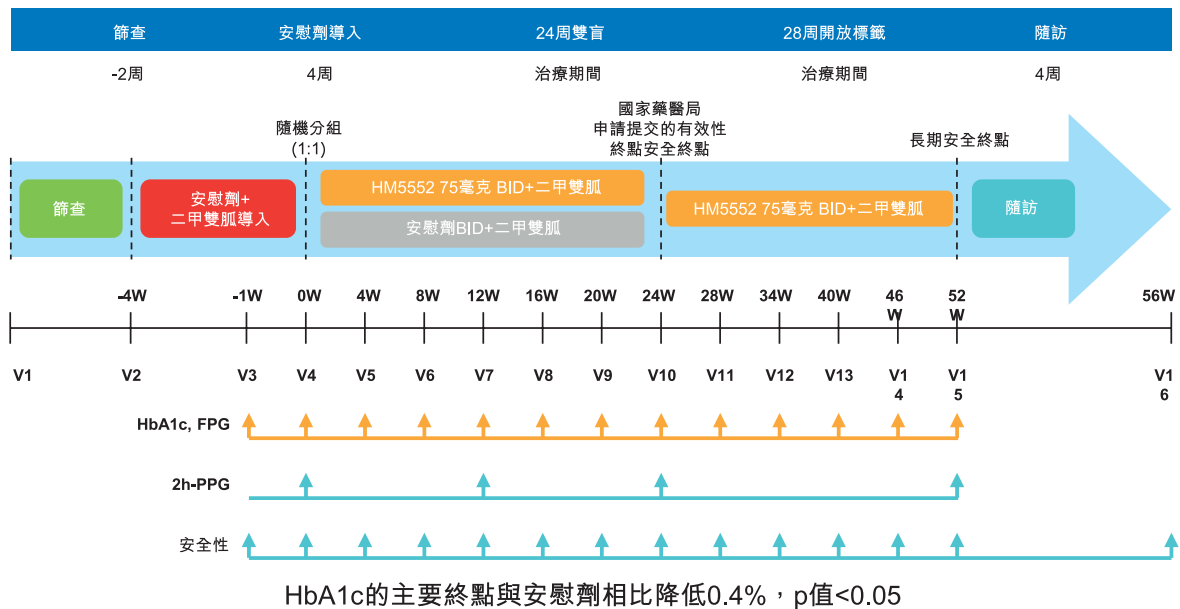 篩查 安慰劑導入 24周雙盲 28周開放標籤 隨訪
-2周 4周 治療期間 治療期間 4周
隨機分組
(1:1)
國家藥醫局
申請提交的有效性
終點安全終點
長期安全終點
篩查
安慰劑+
二甲雙胍導入
HM5552 75毫克 BID+二甲雙胍
安慰劑BID+二甲雙胍
HM5552 75毫克 BID+二甲雙胍
隨訪
-4W -1W 0W 4W 8W 12W 16W 20W 24W 28W 34W 40W 46
W 52
W 56W
V1 V2 V3 V4 V5 V6 V7 V8 V9 V10 V11 V12 V13 V1
4 V1
5 V1
6
HbA1c, FPG
2h-PPG
安全性
HbA1c的主要終點與安慰劑相比降低0.4%，p值<0.05